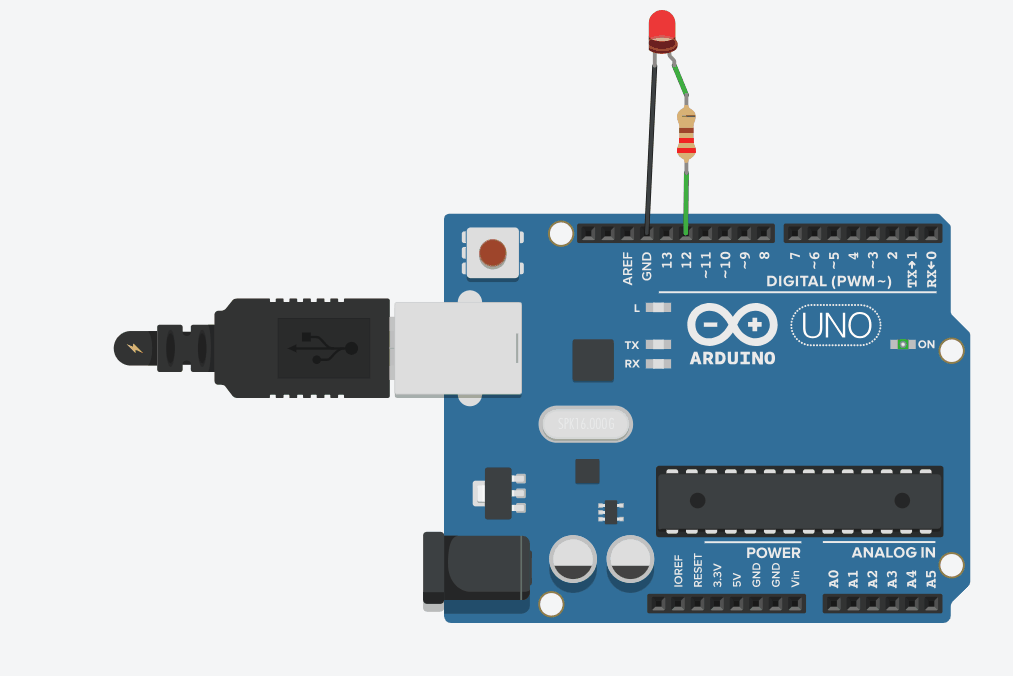 AREF
GND
13
12
~11
~10
~9
8
7
~6
~5
4
~3
2
TX→1
RX←0
DIGITAL (PWM~)
L
TX
RX
ARDUINO
UNO
ON
POWER
ANALOG IN
IOREF
RESET
3.3V
5V
GND
GND
Vin
A0
A1
A2
A3
A4
A5